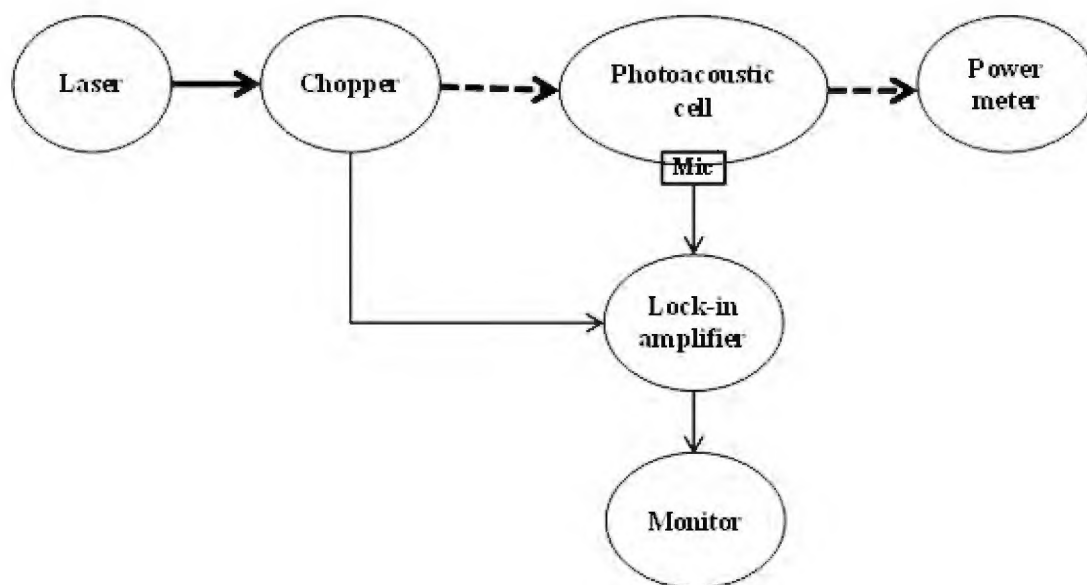 Laser
Chopper
Photoacoustic
cell
Power
meter
Mic
Lock-in
amplifier
Monitor